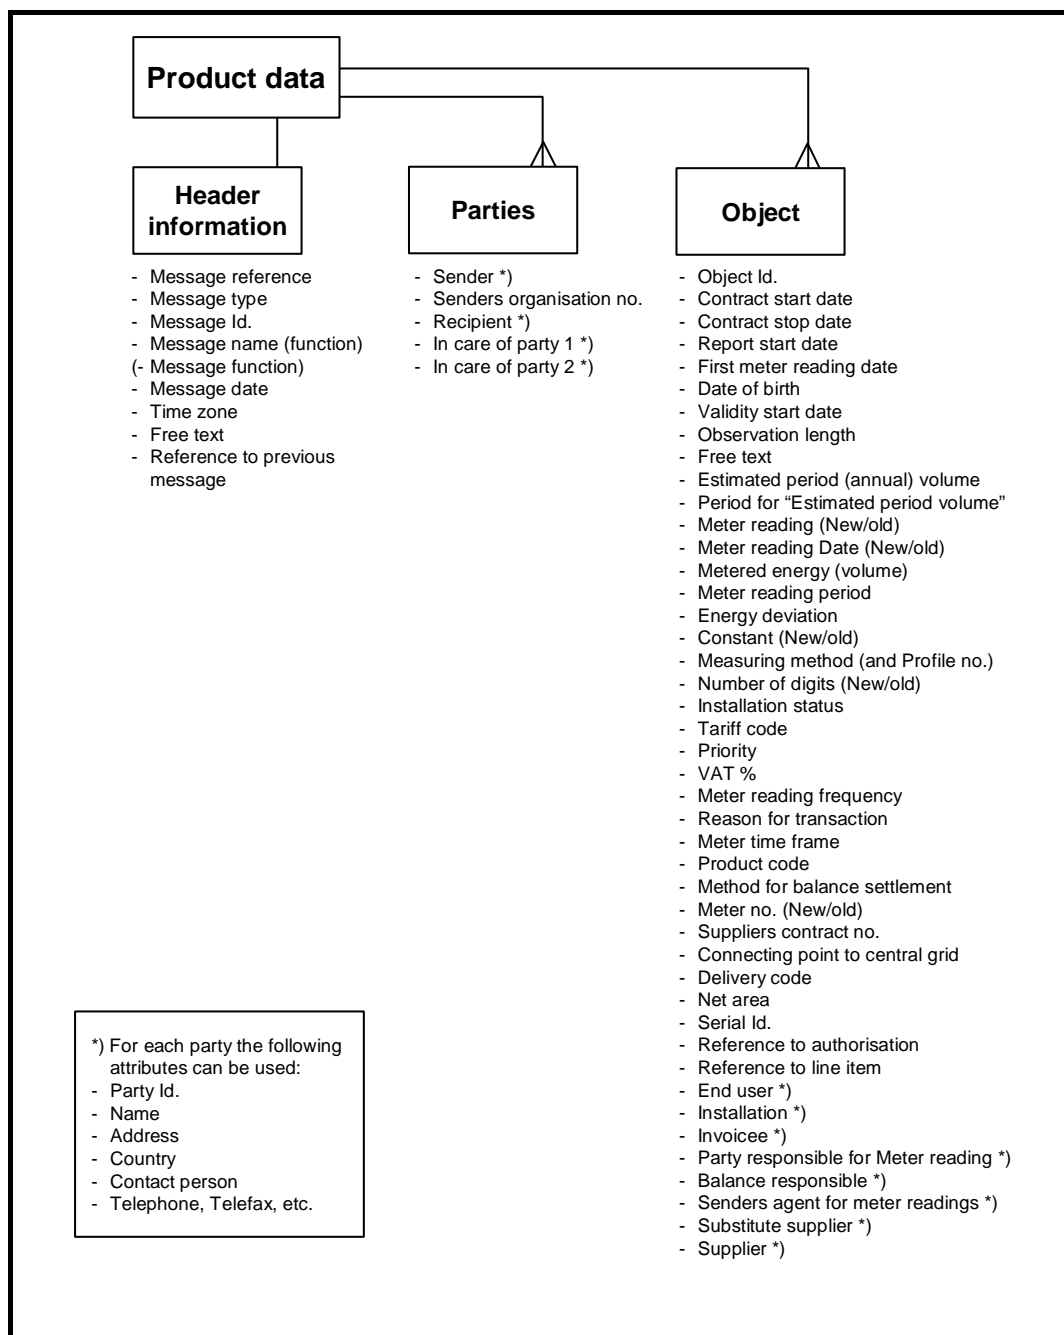 Product data
Header
information
- Message reference
- Message type
- Message Id.
- Message name (function)
(- Message function)
- Message date
- Time zone
- Free text
- Reference to previous
message
Parties
- Sender *)
- Senders organisation no.
- Recipient *)
- In care of party 1 *)
- In care of party 2 *)
Object
- Object Id.
- Contract start date
- Contract stop date
- Report start date
- First meter reading date
- Date of birth
- Validity start date
- Observation length
- Free text
- Estimated period (annual) volume
- Period for “Estimated period volume”
- Meter reading (New/old)
- Meter reading Date (New/old)
- Metered energy (volume)
- Meter reading period
- Energy deviation
- Constant (New/old)
- Measuring method (and Profile no.)
- Number of digits (New/old)
- Installation status
- Tariff code
- Priority
- VAT %
- Meter reading frequency
- Reason for transaction
- Meter time frame
- Product code
- Method for balance settlement
- Meter no. (New/old)
- Suppliers contract no.
- Connecting point to central grid
- Delivery code
- Net area
- Serial Id.
- Reference to authorisation
- Reference to line item
- End user *)
- Installation *)
- Invoicee *)
- Party responsible for Meter reading *)
- Balance responsible *)
- Senders agent for meter readings *)
- Substitute supplier *)
- Supplier *)
*) For each party the following
attributes can be used:
- Party Id.
- Name
- Address
- Country
- Contact person
- Telephone, Telefax, etc.